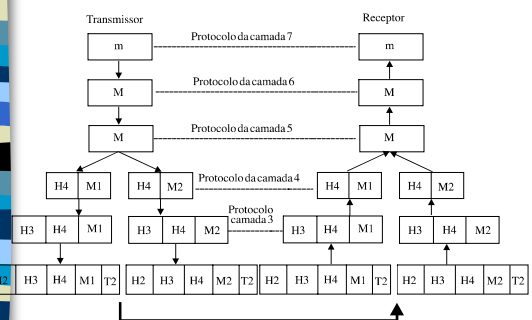 Transmissor Receptor
m Protocolo da camada 7 m
M Protocolo da camada 6 M
M Protocolo da camada 5 M
H4 M1 H4 M2 Protocolo da camada 4 H4 M1 H4 M2
H3 H4 M1 H3 H4 M2 Protocolo camada 3 H3 H4 M1 H3 H4 M2
H2 H3 H4 M1 T2 H2 H3 H4 M2 T2 H2 H3 H4 M1 T2 H2 H3 H4 M2 T2